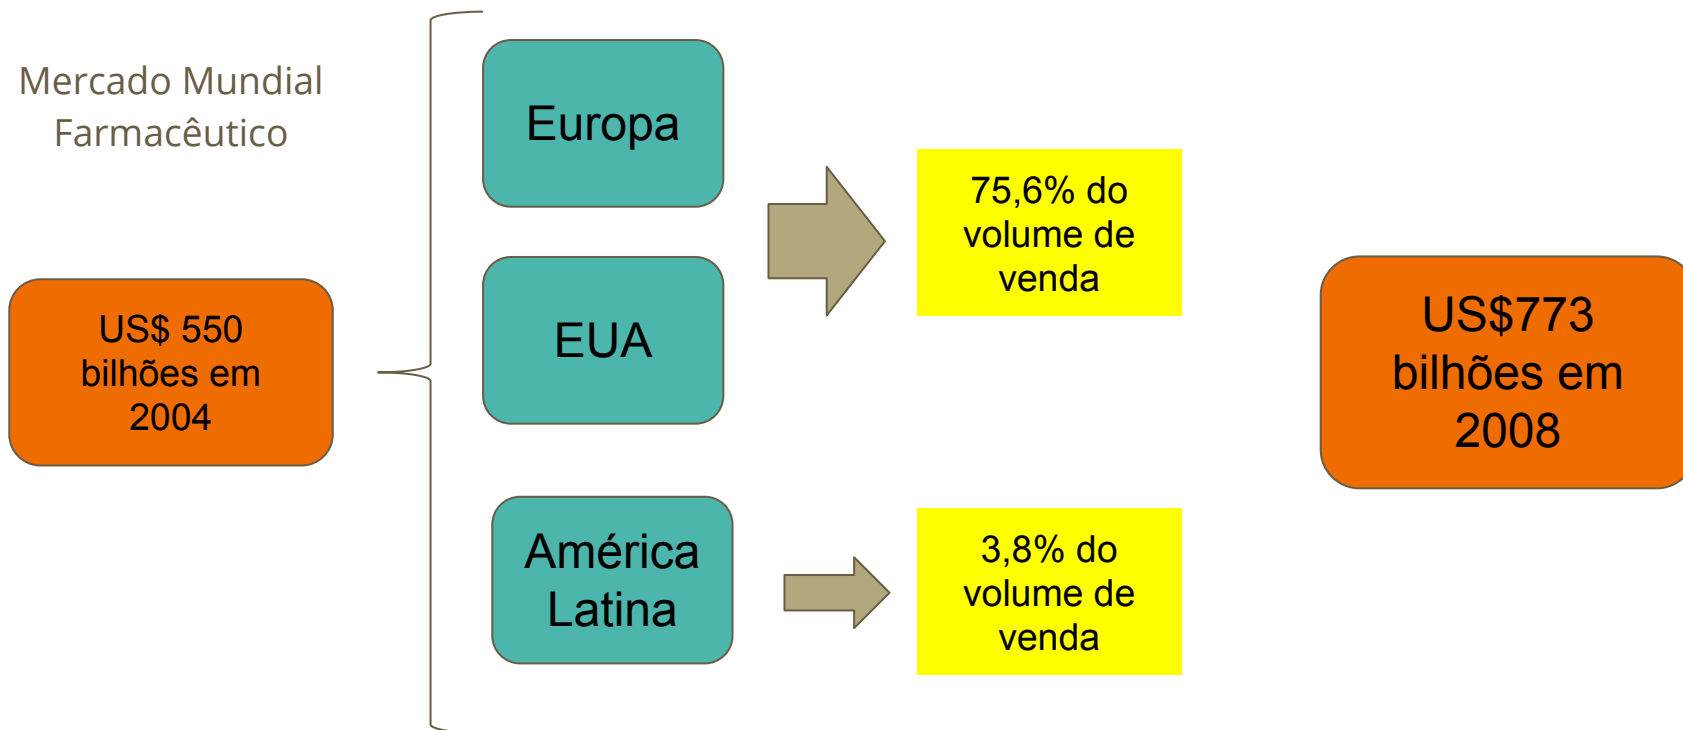 Mercado Mundial
Farmacêutico
US$ 550
bilhões em
2004
Europa
EUA
América
Latina
75,6% do
volume de
venda
3,8% do
volume de
venda
US$773
bilhões em
2008